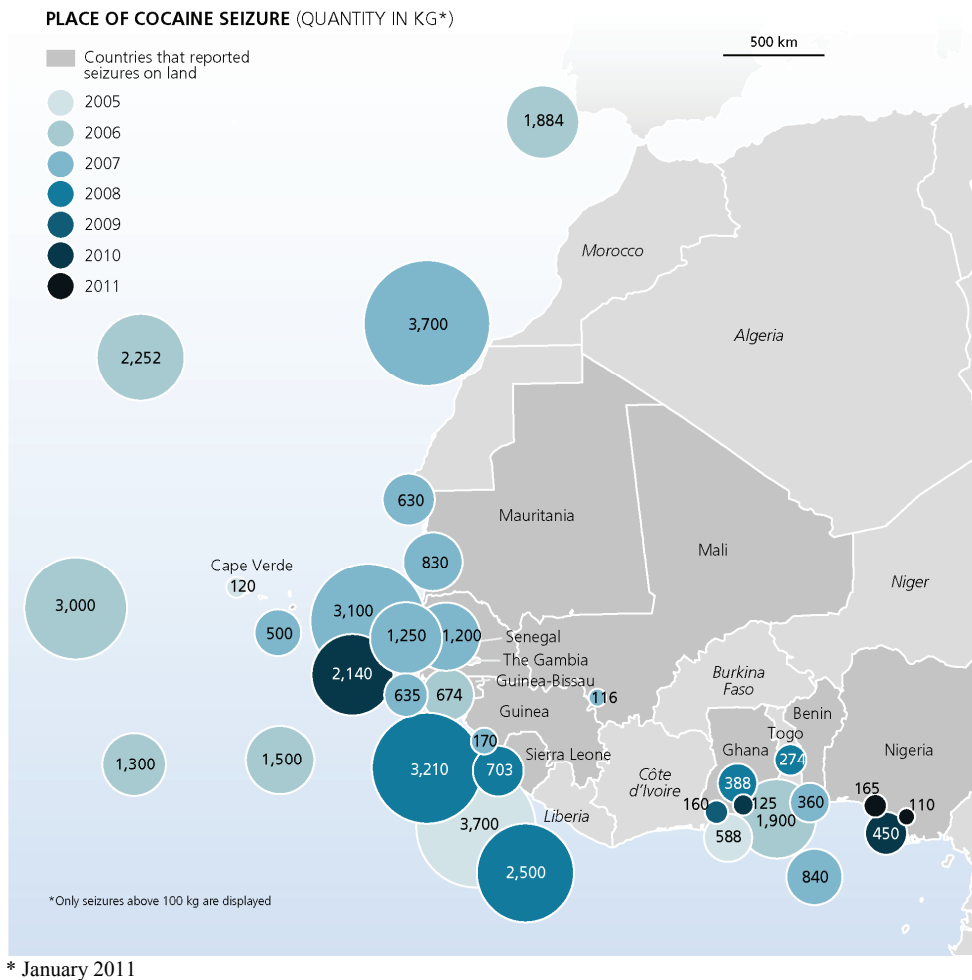 PLACE OF COCAINE SEIZURE (QUANTITY IN KG*)
Countries that reported
seizures on land
2005
2006
2007
2008
2009
2010
2011
500 km
1,884
Morocco
3,700
Algeria
2,252
630
Mauritania
830
Mali
Cape Verde
120
Niger
3,000
3,100
500
1,250
1,200
Senegal
The Gambia
2,140
Guinea-Bissau
Burkina
Faso
635
674
116
Guinea
Benin
Togo
170
Ghana
Nigeria
Sierra Leone
1,300
1,500
3,210
703
274
Côte
d’Ivoire
388
165
160
125
360
110
Liberia
3,700
1,900
588
450
2,500
840
*Only seizures above 100 kg are displayed
* January 2011